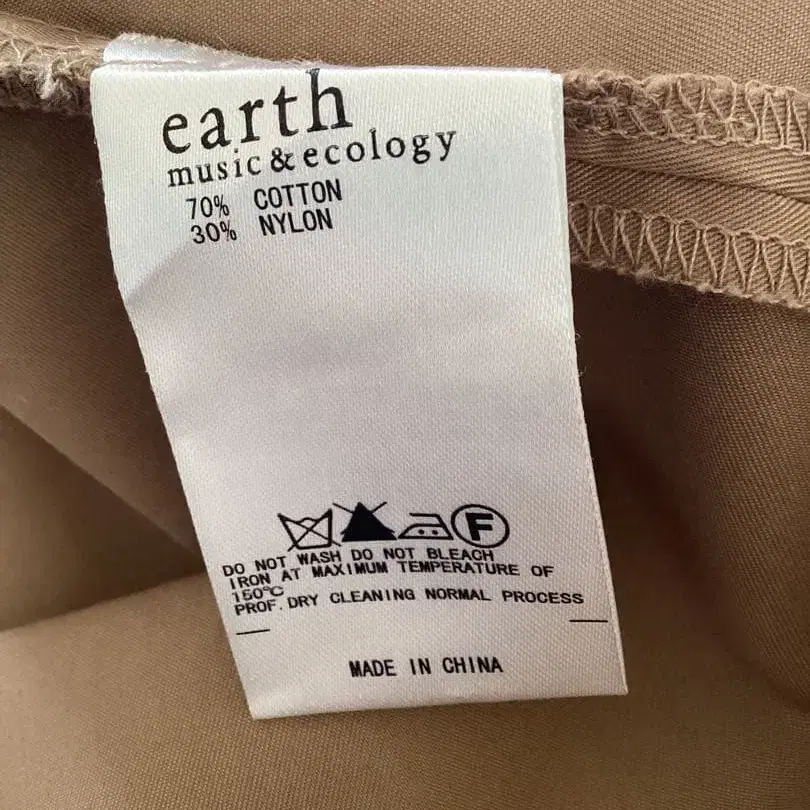 earth
music & ecology
70% COTTON
30% NYLON
F
DO NOT WASH DO NOT BLEACH
IRON AT MAXIMUM TEMPERATURE OF
150°C
PROF. DRY CLEANING NORMAL PROCESS
MADE IN CHINA